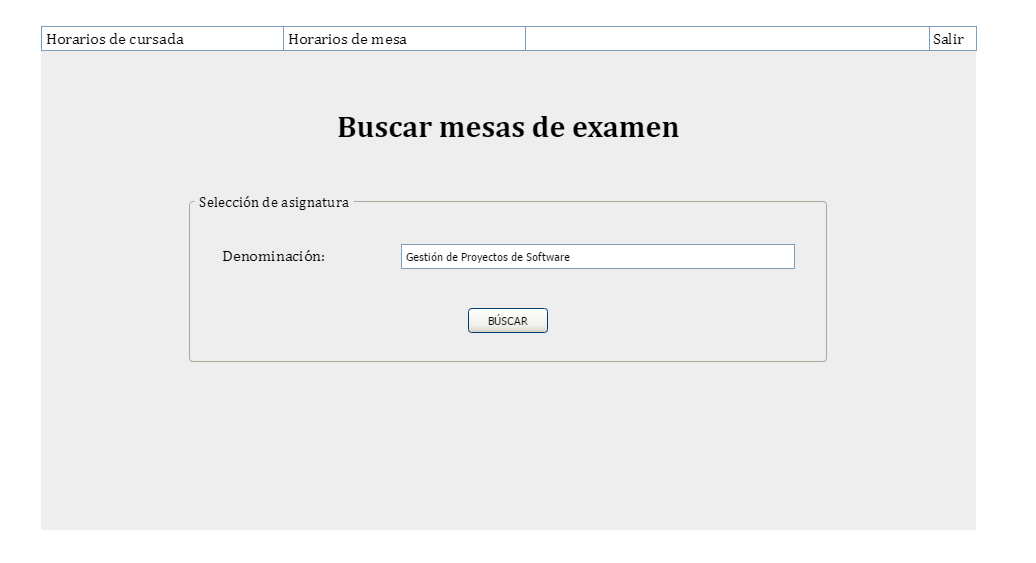 Horarios de cursada Horarios de mesa Salir
Buscar mesas de examen
Selección de asignatura
Denominación: Gestión de Proyectos de Software
BÚSCAR